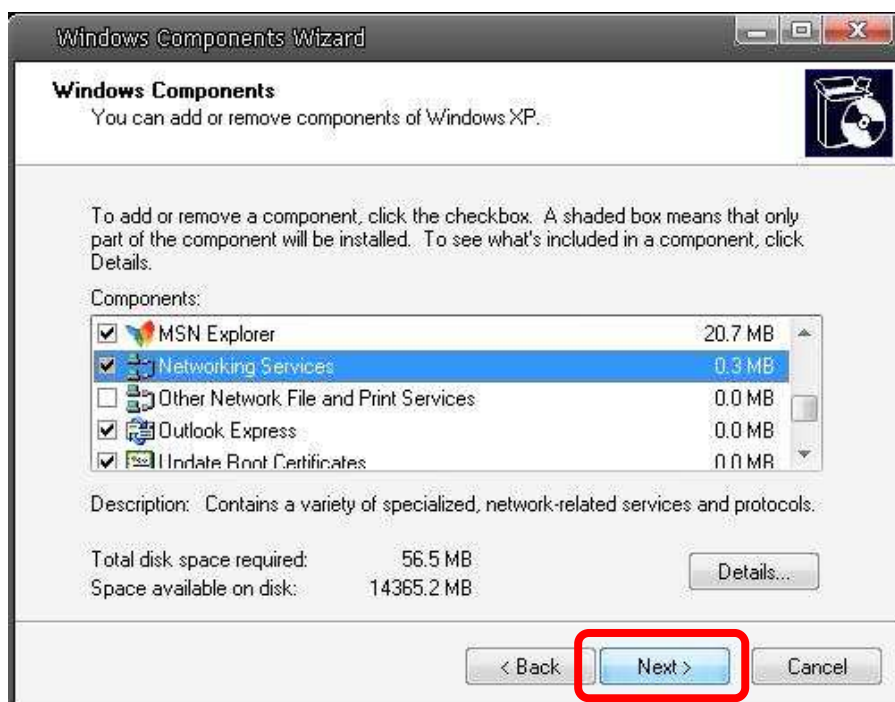 Windows Components Wizard
Windows Components
You can add or remove components of Windows XP.
To add or remove a component, click the checkbox. A shaded box means that only
part of the component will be installed. To see what's included in a component, click
Details.
Components:
MSN Explorer 20.7 MB
Networking Services 0.3 MB
Other Network File and Print Services 0.0 MB
Outlook Express 0.0 MB
Update Root Certificates 0.0 MB
Description: Contains a variety of specialized, network-related services and protocols.
Total disk space required: 56.5 MB
Space available on disk: 14365.2 MB
Details...
< Back Next > Cancel